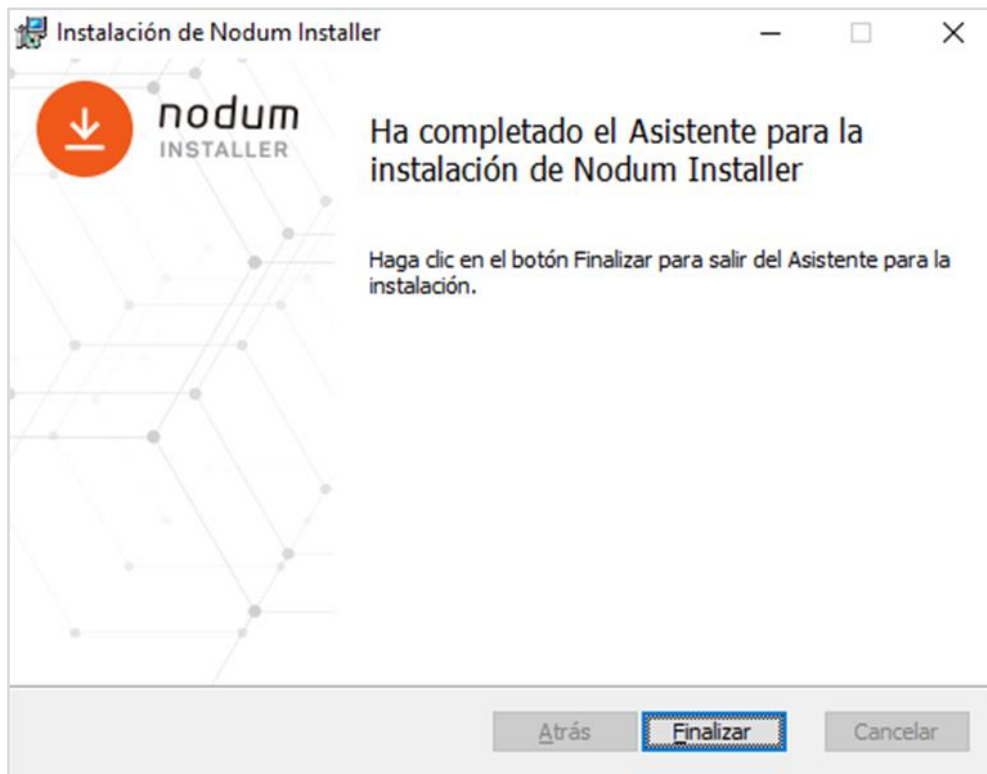 Instalación de Nodum Installer
nodum
INSTALLER
Ha completado el Asistente para la
instalación de Nodum Installer
Haga clic en el botón Finalizar para salir del Asistente para la
instalación.
Atrás
Finalizar
Cancelar